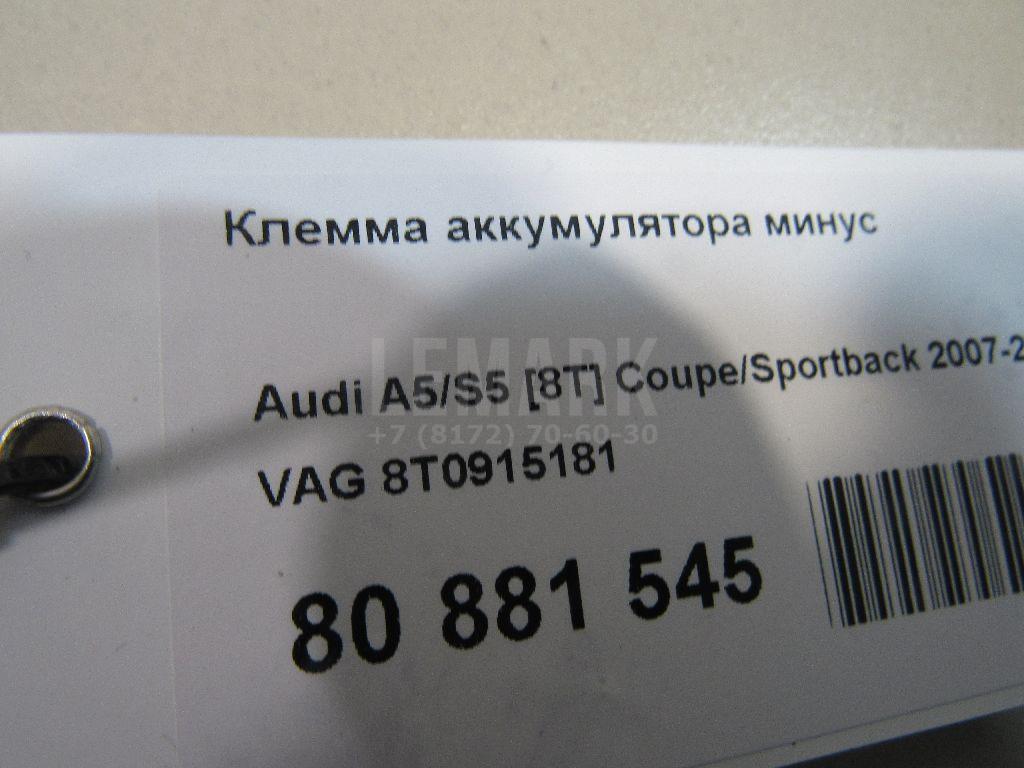 Клемма аккумулятора минус
LEMARK
Audi A5/S5 [8T] Coupe/Sportback 2007-2
+7 (8172) 70-60-30
VAG 8T0915181
80 881 545